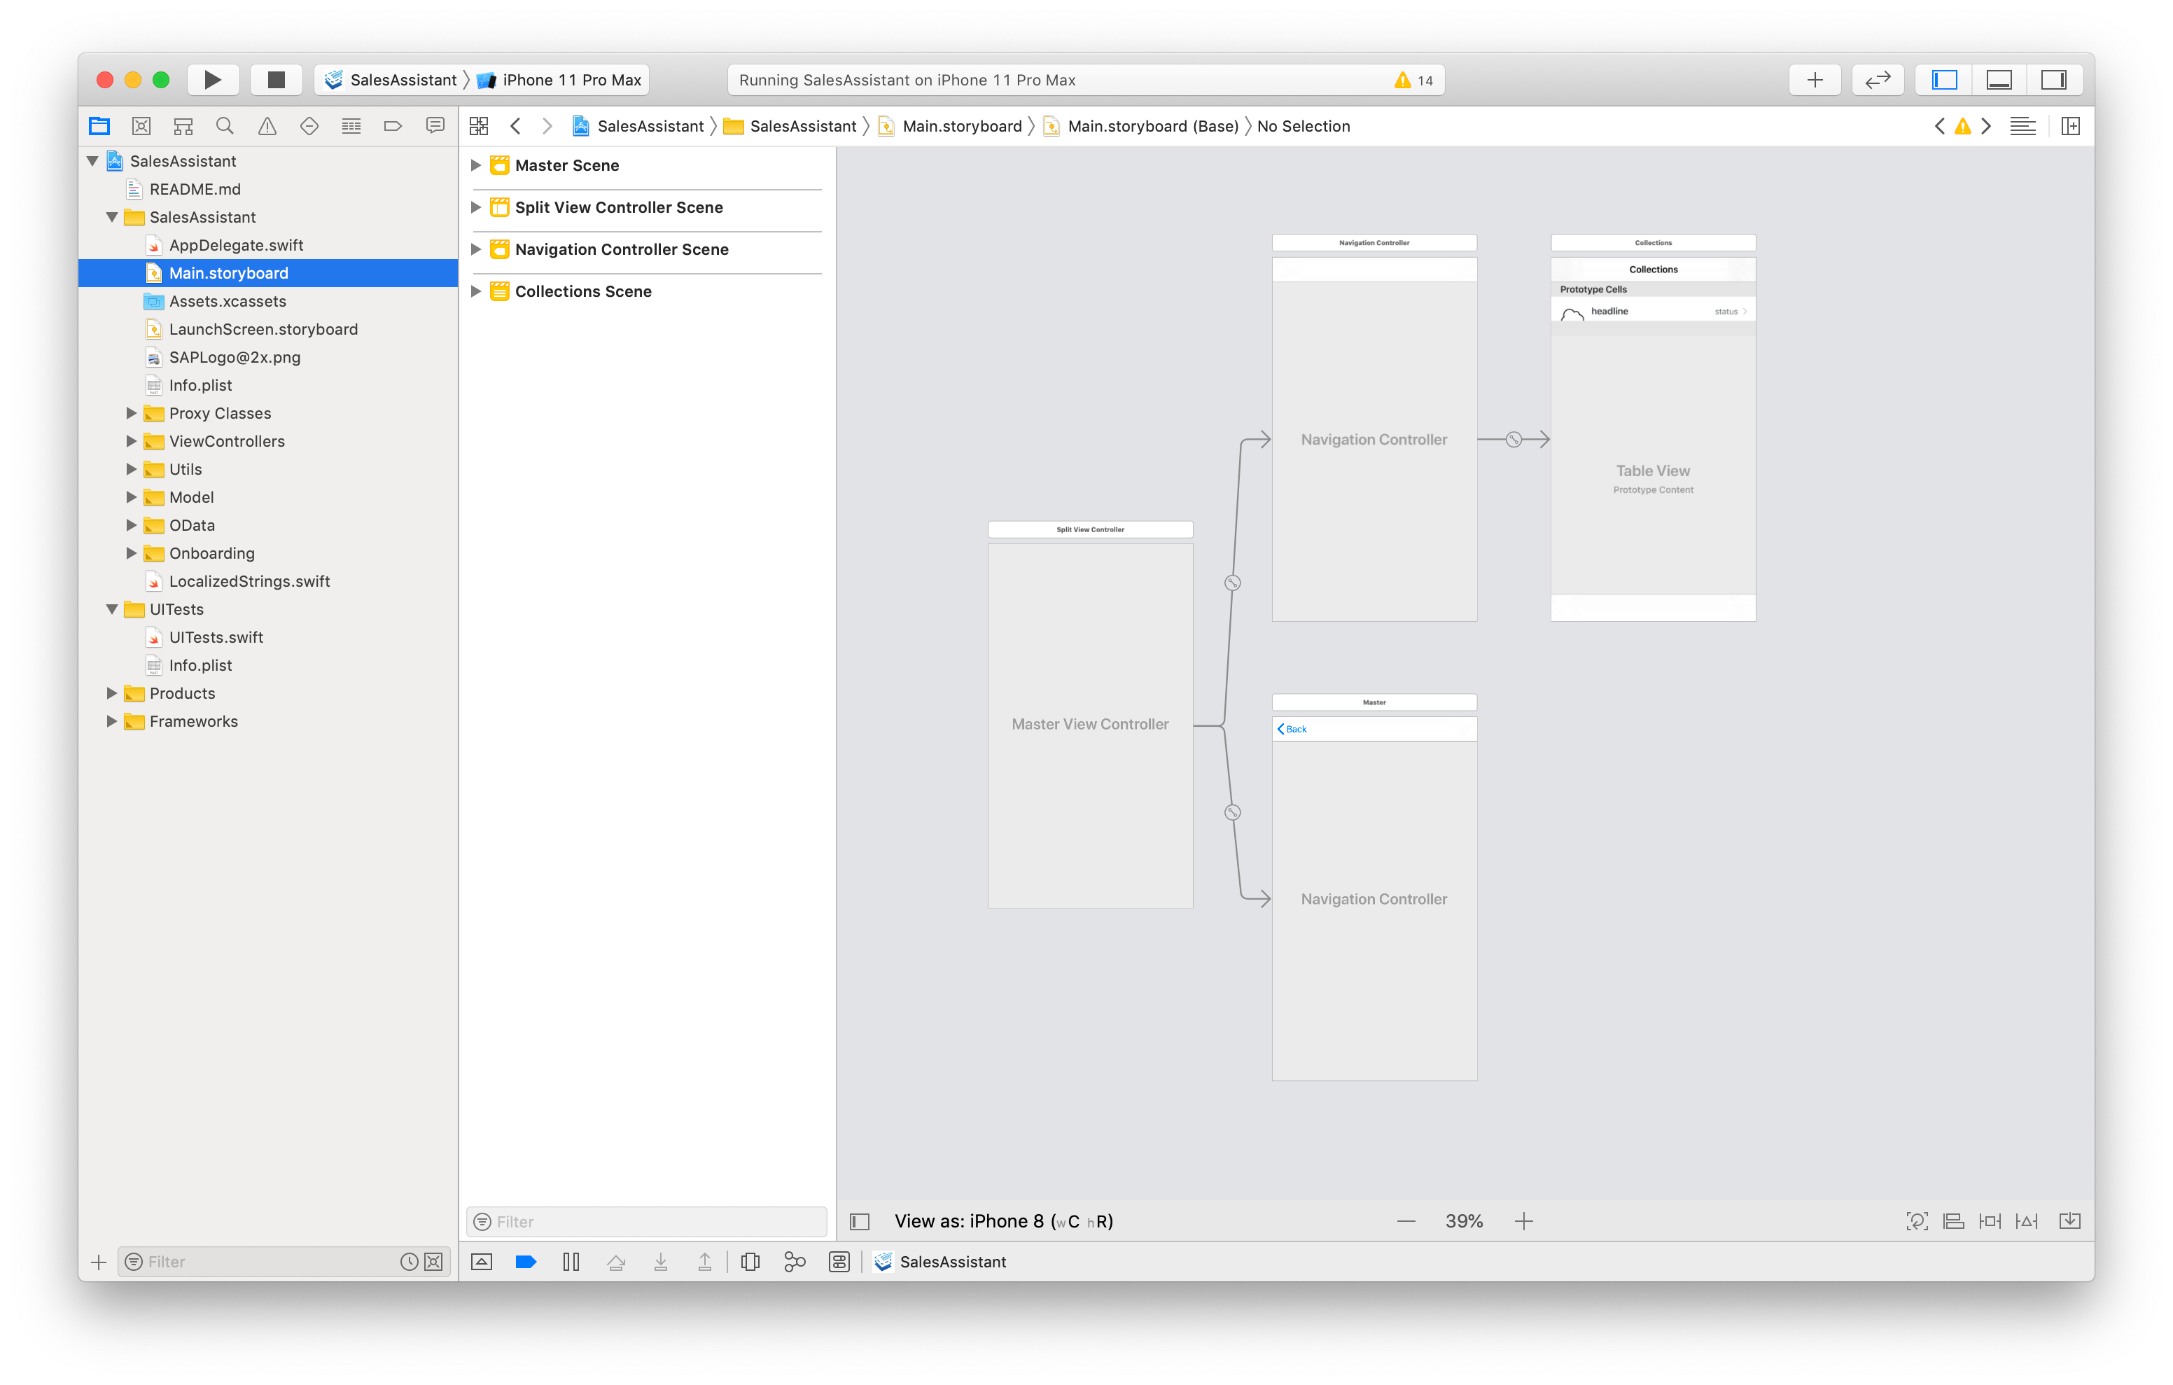 SalesAssistant 〉 iPhone 11 Pro Max
Running SalesAssistant on iPhone 11 Pro Max
14
SalesAssistant 〉 SalesAssistant 〉 Main.storyboard 〉 Main.storyboard (Base) 〉 No Selection
SalesAssistant
README.md
SalesAssistant
AppDelegate.swift
Main.storyboard
Assets.xcassets
LaunchScreen.storyboard
SAPLogo@2x.png
Info.plist
Proxy Classes
ViewControllers
Utils
Model
OData
Onboarding
LocalizedStrings.swift
UITests
UITests.swift
Info.plist
Products
Frameworks
Filter
Master Scene
Split View Controller Scene
Navigation Controller Scene
Collections Scene
Filter
Split View Controller
Master View Controller
Navigation Controller
Navigation Controller
Collections
Collections
Prototype Cells
headline
status
Table View
Prototype Content
Master
Back
Navigation Controller
View as: iPhone 8 (wC hR)
39%
SalesAssistant